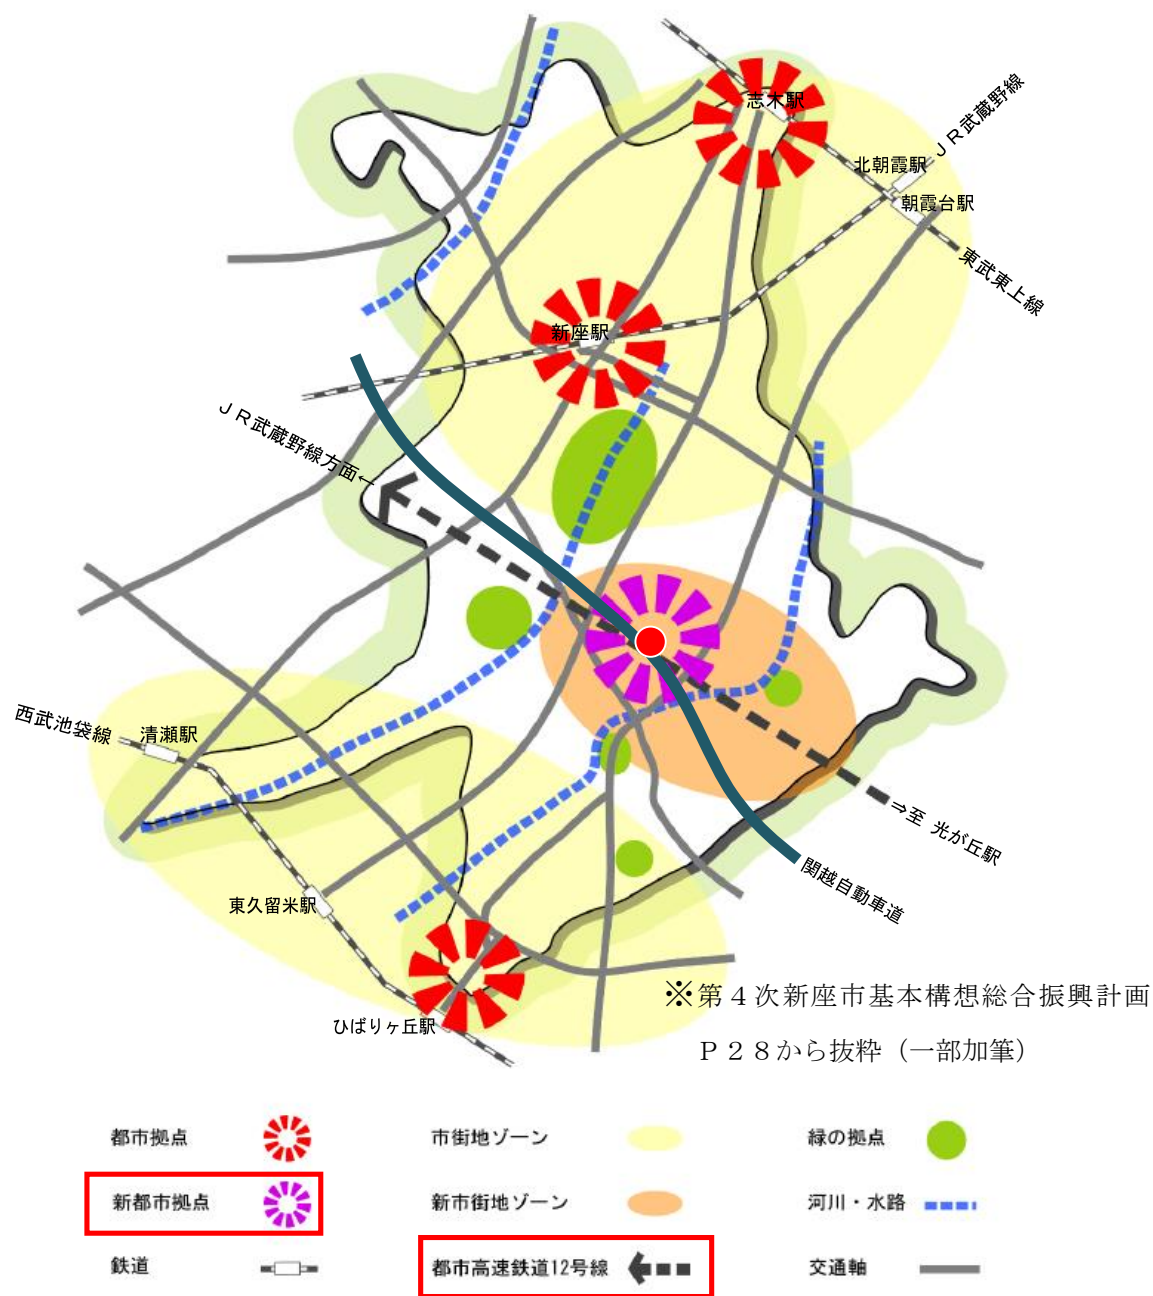 志木駅
JR武蔵野線
北朝霞駅
朝霞台駅
東武東上線
新座駅
JR武蔵野線方面←
西武池袋線
清瀬駅
⇒至 光が丘駅
関越自動車道
東久留米駅
ひばりヶ丘駅
※第4次新座市基本構想総合振興計画
P28から抜粋（一部加筆）
都市拠点
市街地ゾーン
緑の拠点
新都市拠点
新市街地ゾーン
河川・水路
鉄道
都市高速鉄道12号線
交通軸